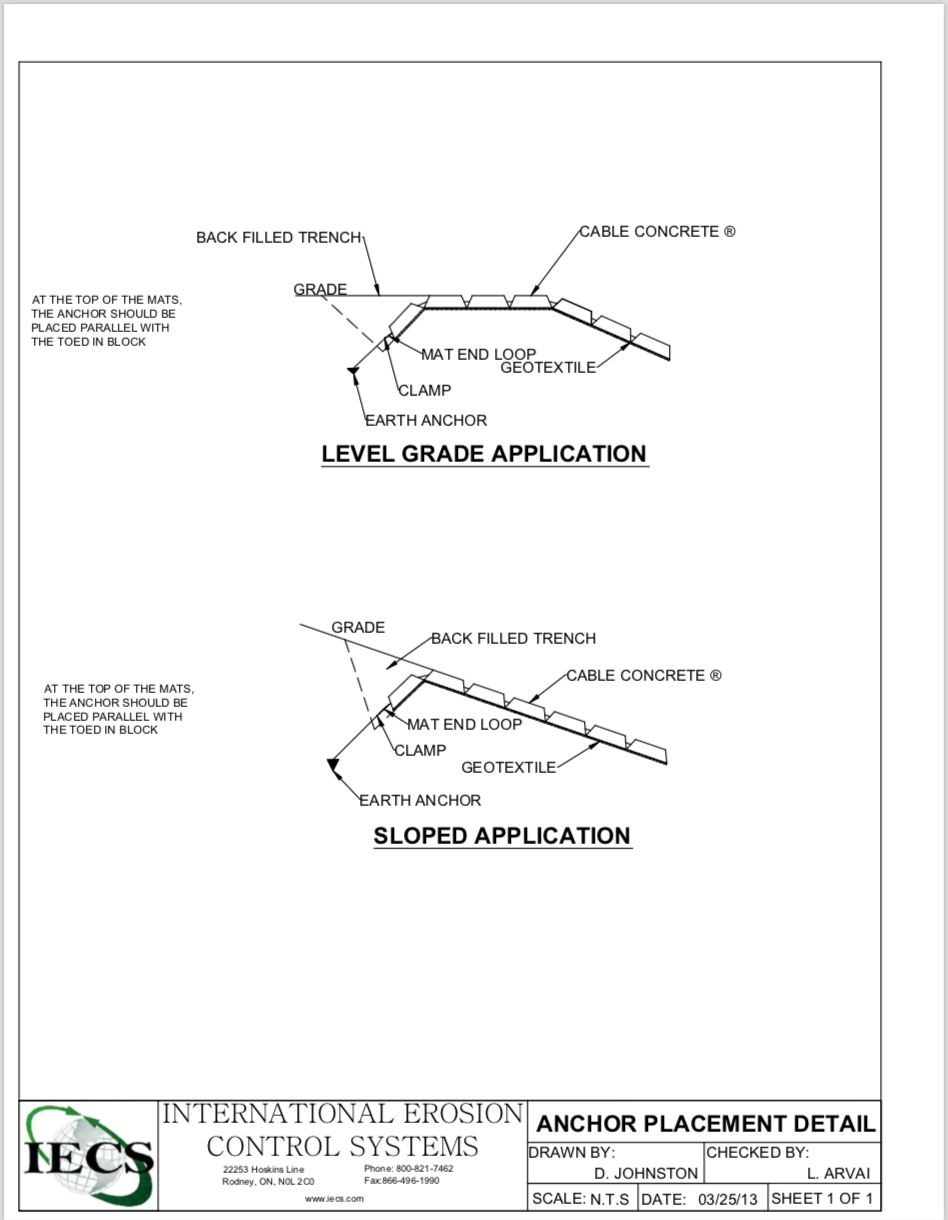 BACK FILLED TRENCH
CABLE CONCRETE ®
GRADE
AT THE TOP OF THE MATS,
THE ANCHOR SHOULD BE
PLACED PARALLEL WITH
THE TOED IN BLOCK
MAT END LOOP
GEOTEXTILE
CLAMP
EARTH ANCHOR
LEVEL GRADE APPLICATION
GRADE
BACK FILLED TRENCH
CABLE CONCRETE ®
AT THE TOP OF THE MATS,
THE ANCHOR SHOULD BE
PLACED PARALLEL WITH
THE TOED IN BLOCK
MAT END LOOP
CLAMP
GEOTEXTILE
EARTH ANCHOR
SLOPED APPLICATION
IECS
INTERNATIONAL EROSION
CONTROL SYSTEMS
22253 Hoskins Line
Rodney, ON, N0L 2C0
Phone: 800-821-7462
Fax:866-496-1990
www.iecs.com
ANCHOR PLACEMENT DETAIL
DRAWN BY:
D. JOHNSTON
CHECKED BY:
L. ARVAI
SCALE: N.T.S
DATE: 03/25/13
SHEET 1 OF 1